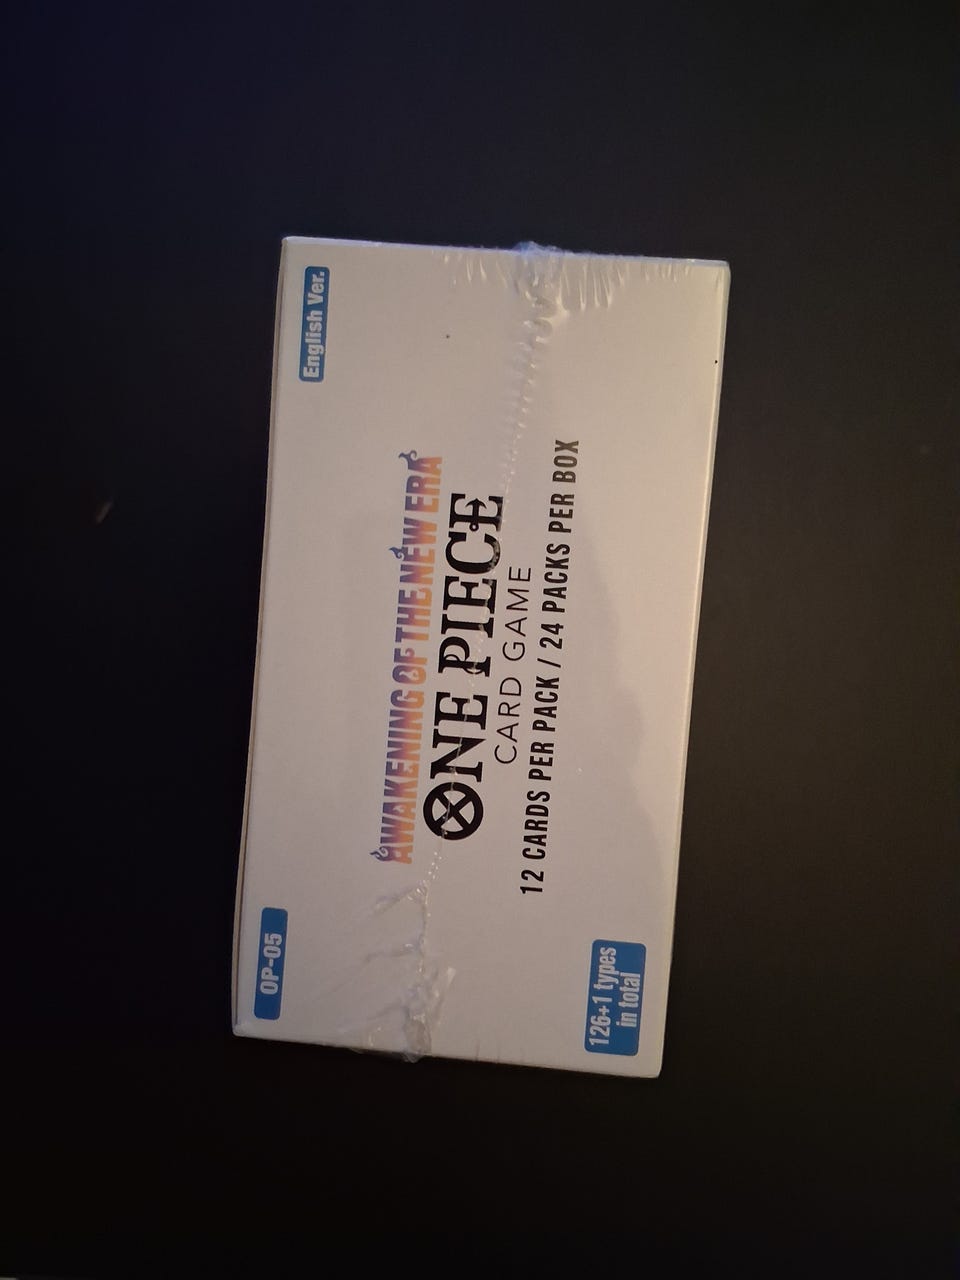 OP-05
English Ver.
AWAKENING OF THE NEW ERA
ONE PIECE
CARD GAME
12 CARDS PER PACK / 24 PACKS PER BOX
126+1 types
in total